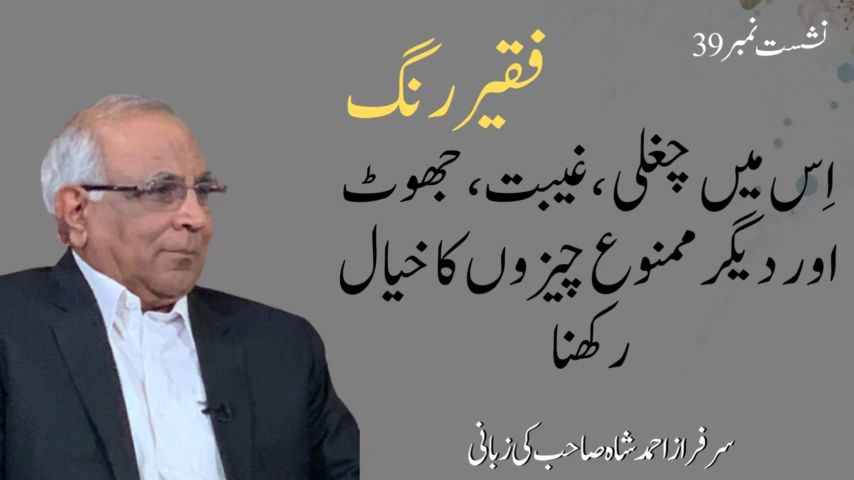 نشست نمبر 39
فقیر رنگ
اِس میں چغلی، غیبت، جھوٹ
اور دیگر ممنوع چیزوں کا خیال
رکھنا
سرفراز احمد شاہ صاحب کی زبانی